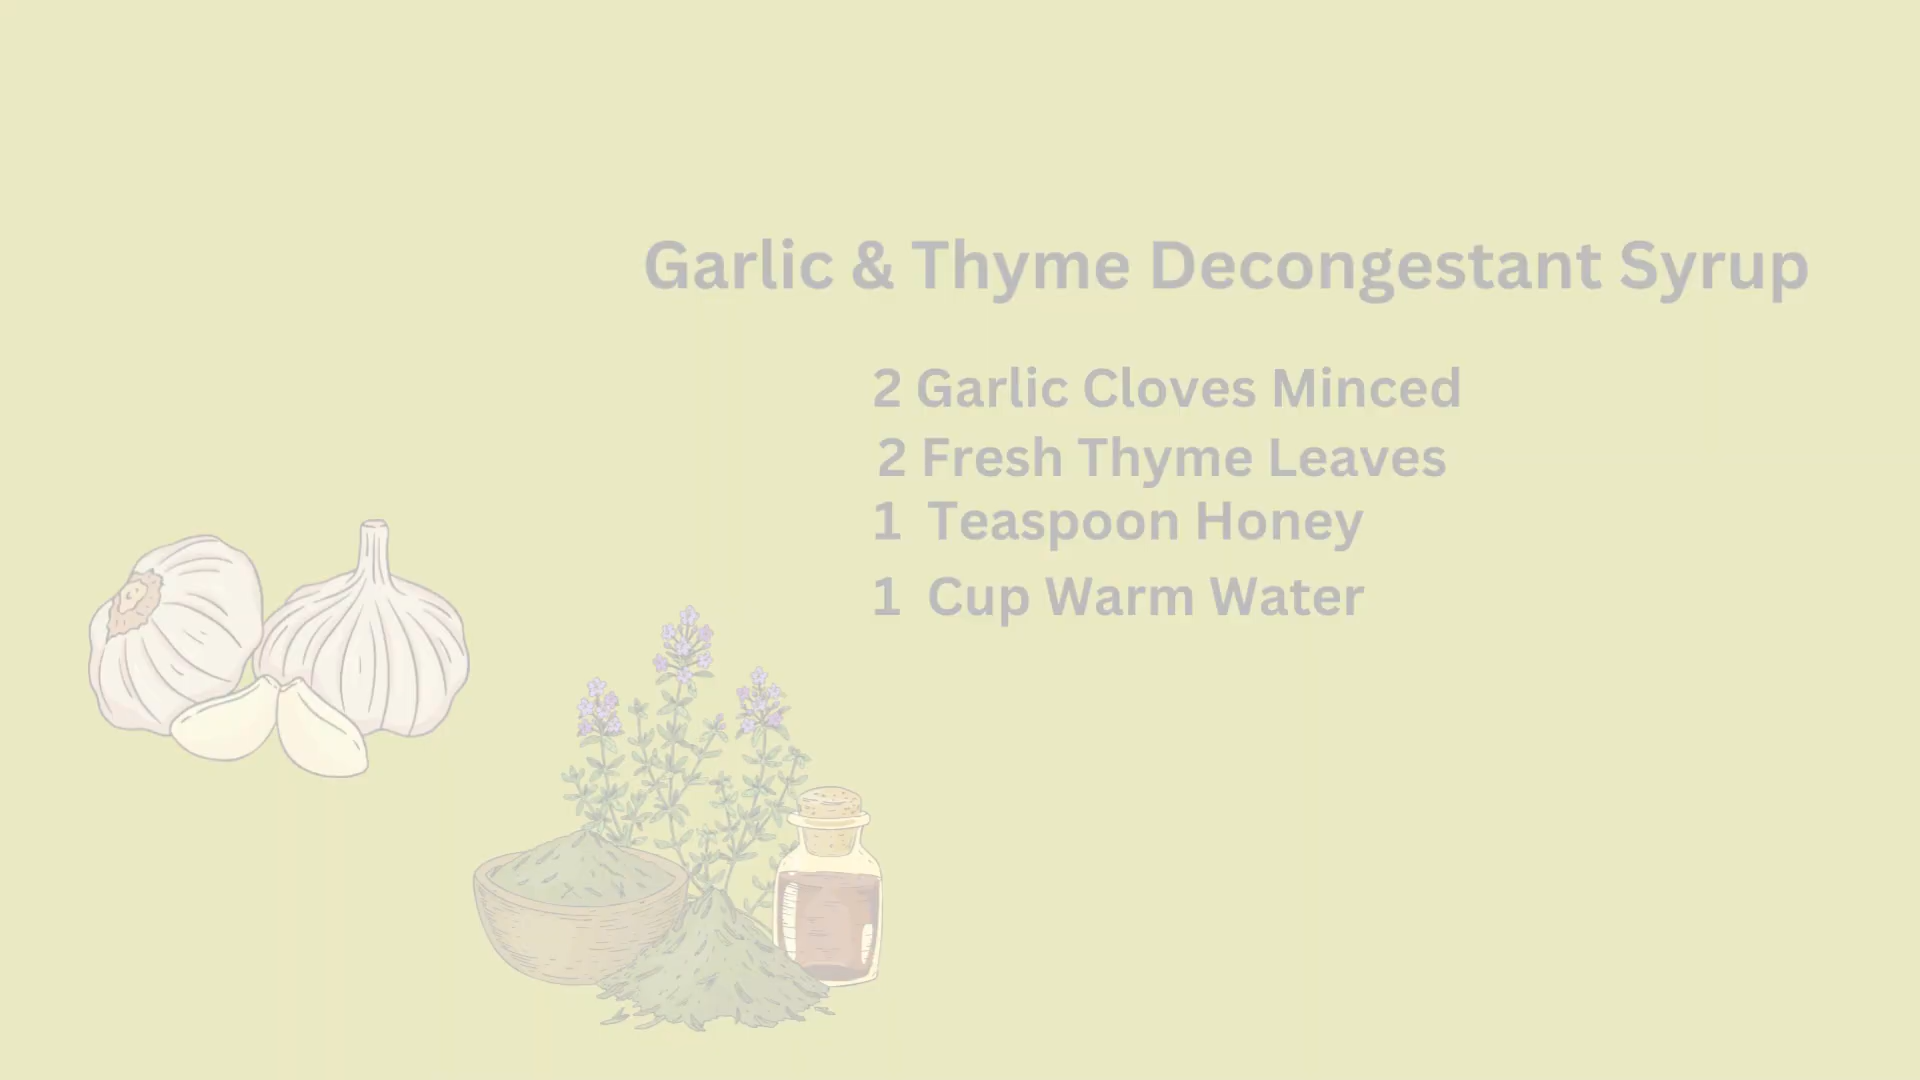 Garlic & Thyme Decongestant Syrup
2 Garlic Cloves Minced
2 Fresh Thyme Leaves
1 Teaspoon Honey
1 Cup Warm Water